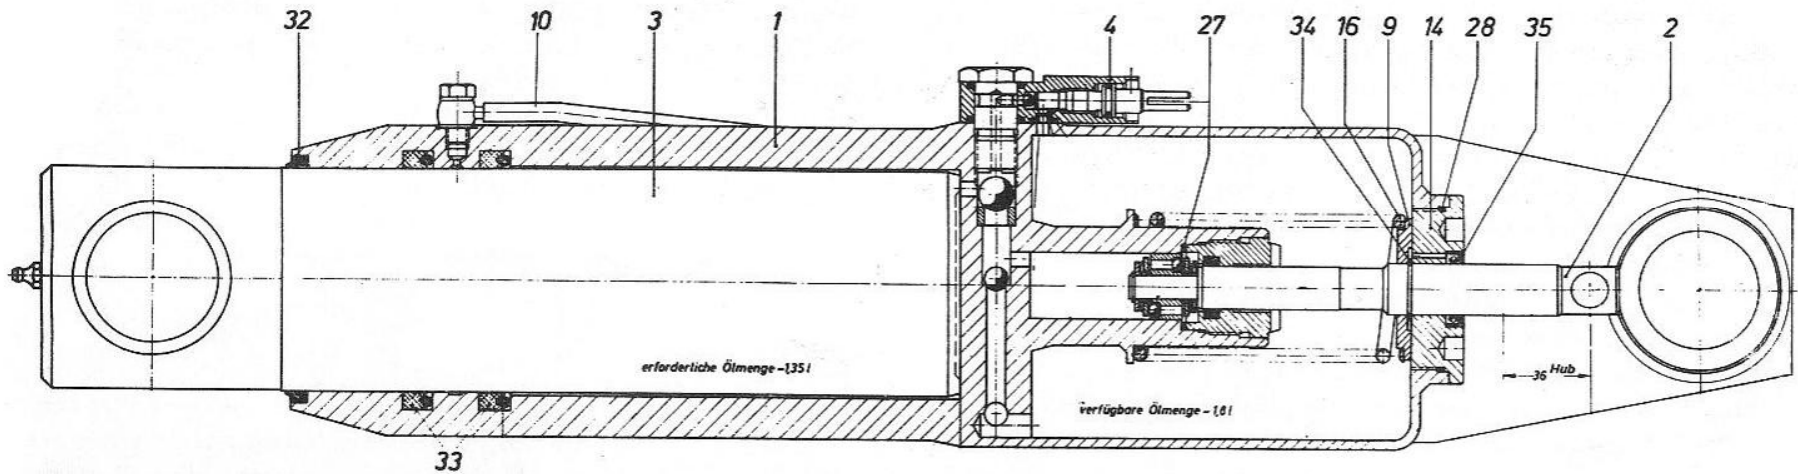 32 10 3 1 4 27 34 16 9 14 28 35 2
erforderliche Ölmenge ~1,35 l
36 Hub
verfügbare Ölmenge ~ 1,6 l
33